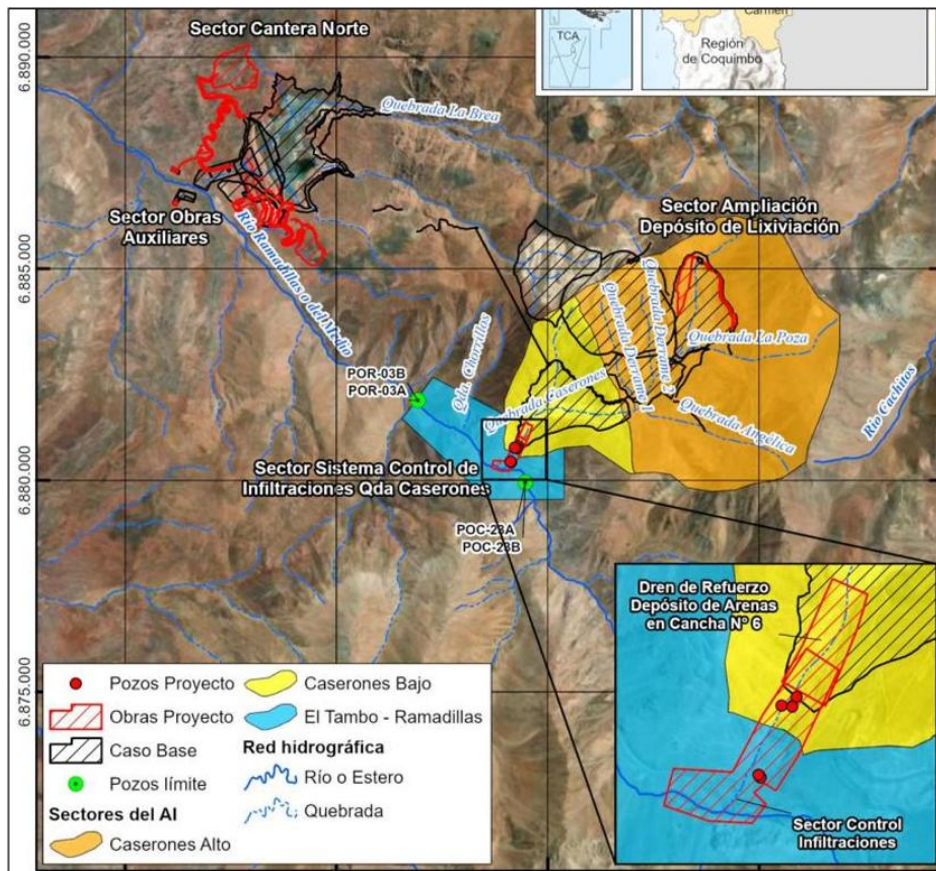 Sector Cantera Norte
TCA
Carmen
Región
de Coquimbo
6.890.000
Quebrada La Brea
Sector Obras
Auxiliares
Río Ramadillas o del Medio
Sector Ampliación
Depósito de Lixiviación
6.885.000
Quebrada Derrame 2
Quebrada Derrame 1
Quebrada La Poza
POR-03B
POR-03A
Qda. Charrillos
Quebrada Caserones
Quebrada Angélica
Río Cachitos
Sector Sistema Control de
Infiltraciones Qda Caserones
6.880.000
POC-23A
POC-23B
Dren de Refuerzo
Depósito de Arenas
en Cancha N° 6
Sector Control
Infiltraciones
6.875.000
Pozos Proyecto
Obras Proyecto
Caso Base
Pozos límite
Sectores del AI
Caserones Alto
Caserones Bajo
El Tambo - Ramadillas
Red hidrográfica
Río o Estero
Quebrada